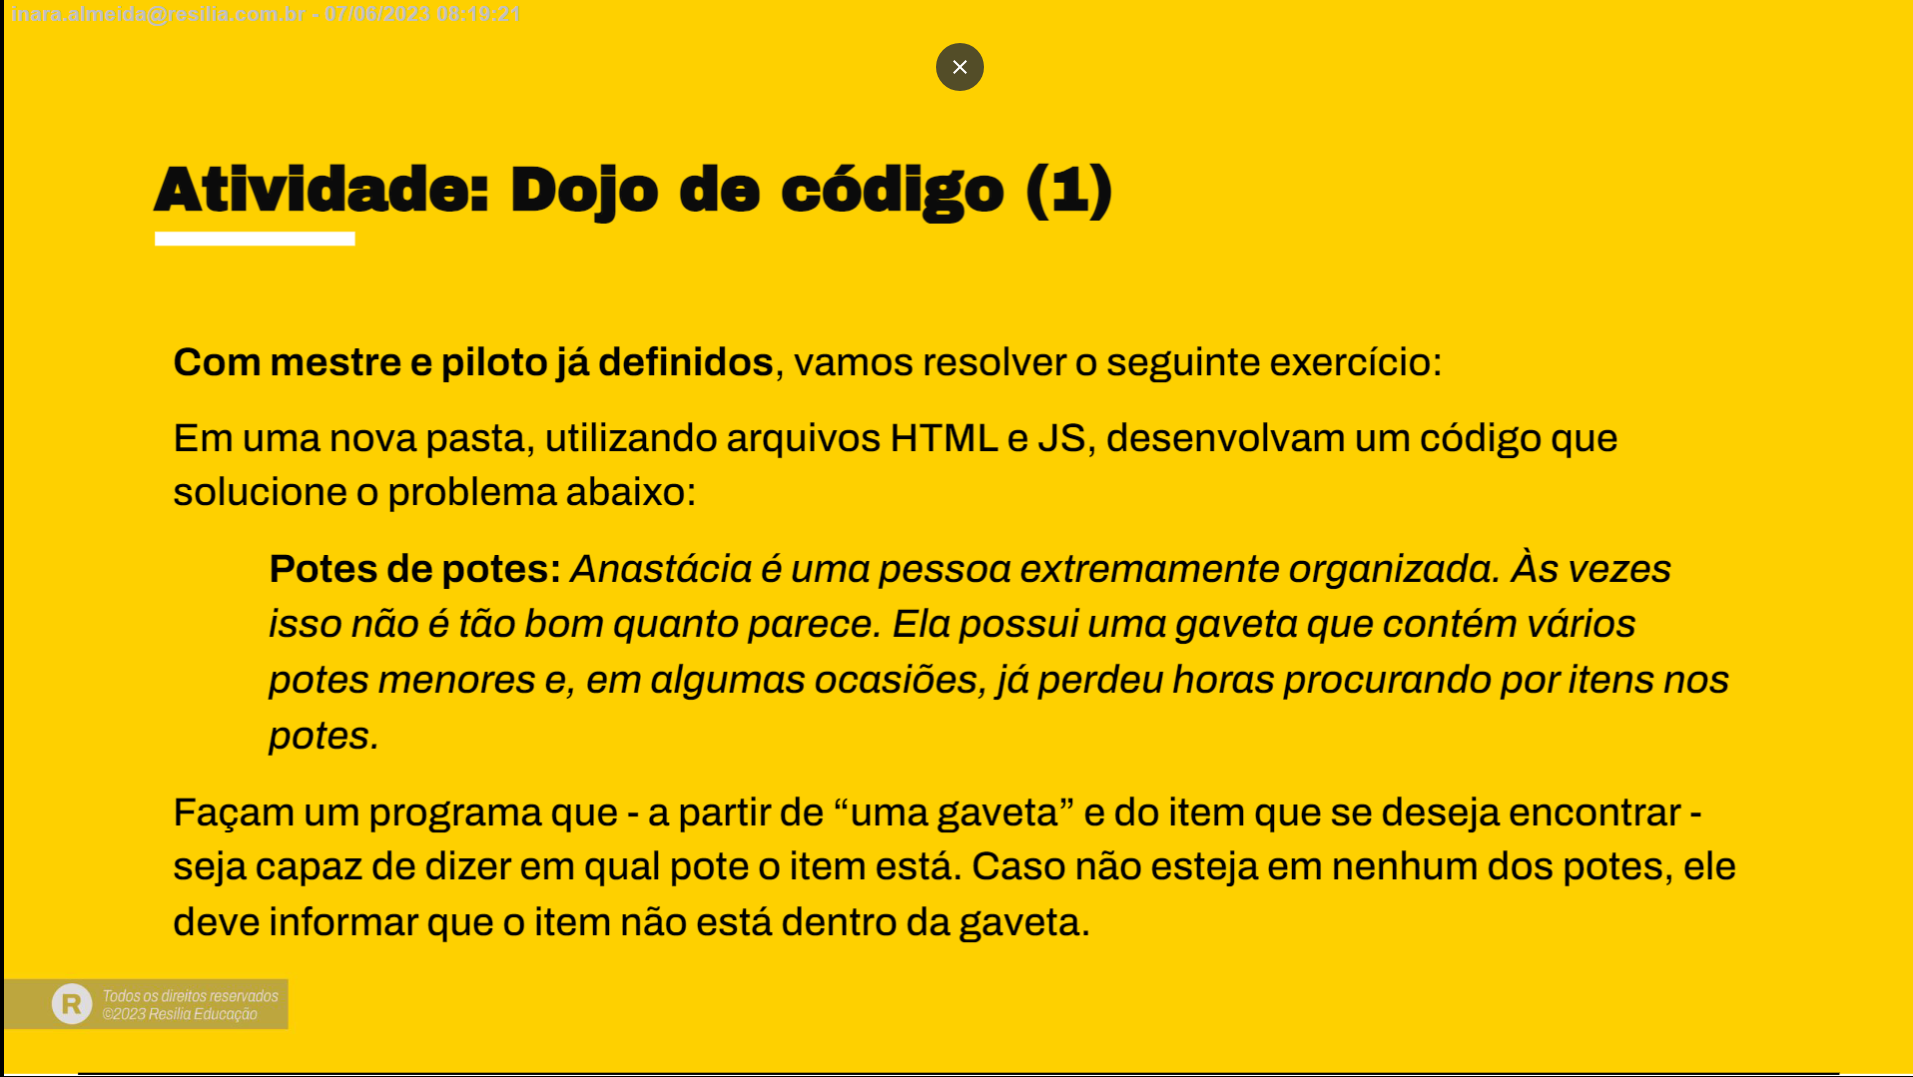 inara.almeida@resilia.com.br - 07/06/2023 08:19:21
Atividade: Dojo de código (1)
Com mestre e piloto já definidos, vamos resolver o seguinte exercício:
Em uma nova pasta, utilizando arquivos HTML e JS, desenvolvam um código que
solucione o problema abaixo:
Potes de potes: Anastácia é uma pessoa extremamente organizada. Às vezes
isso não é tão bom quanto parece. Ela possui uma gaveta que contém vários
potes menores e, em algumas ocasiões, já perdeu horas procurando por itens nos
potes.
Façam um programa que - a partir de “uma gaveta” e do item que se deseja encontrar -
seja capaz de dizer em qual pote o item está. Caso não esteja em nenhum dos potes, ele
deve informar que o item não está dentro da gaveta.
R
Todos os direitos reservados
©2023 Resilia Educação